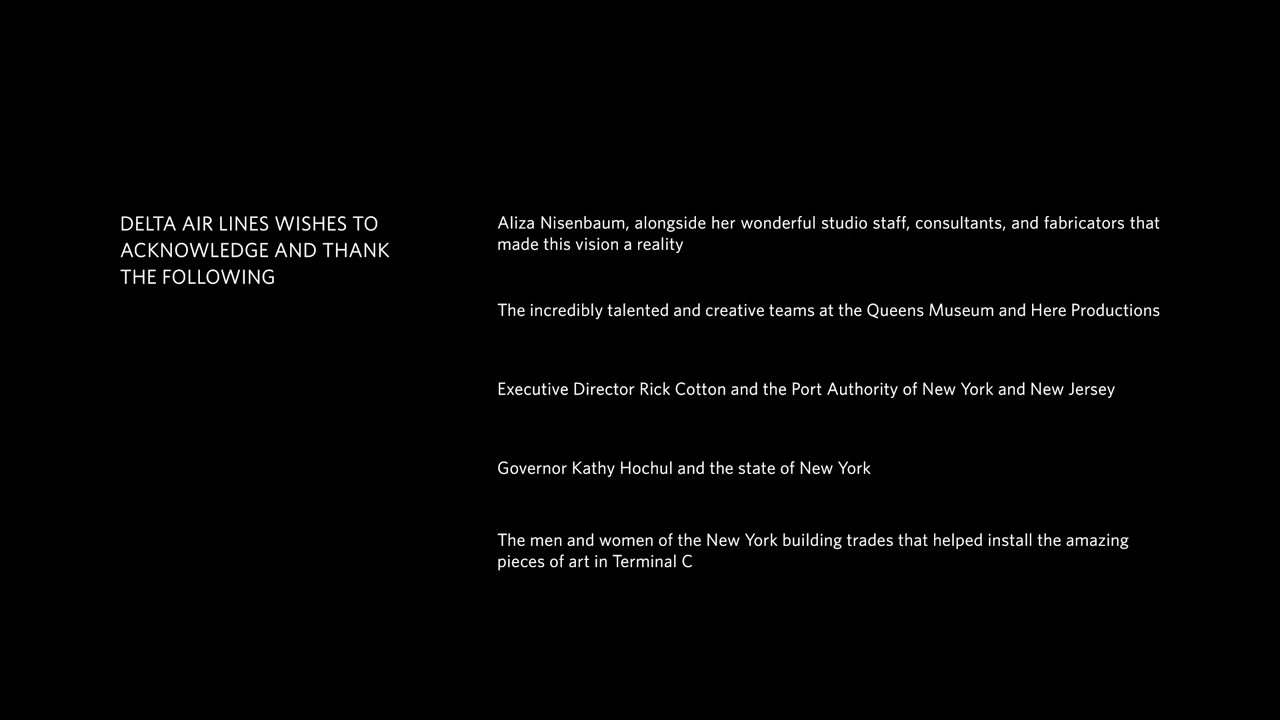 DELTA AIR LINES WISHES TO
ACKNOWLEDGE AND THANK
THE FOLLOWING
Aliza Nisenbaum, alongside her wonderful studio staff, consultants, and fabricators that
made this vision a reality
The incredibly talented and creative teams at the Queens Museum and Here Productions
Executive Director Rick Cotton and the Port Authority of New York and New Jersey
Governor Kathy Hochul and the state of New York
The men and women of the New York building trades that helped install the amazing
pieces of art in Terminal C